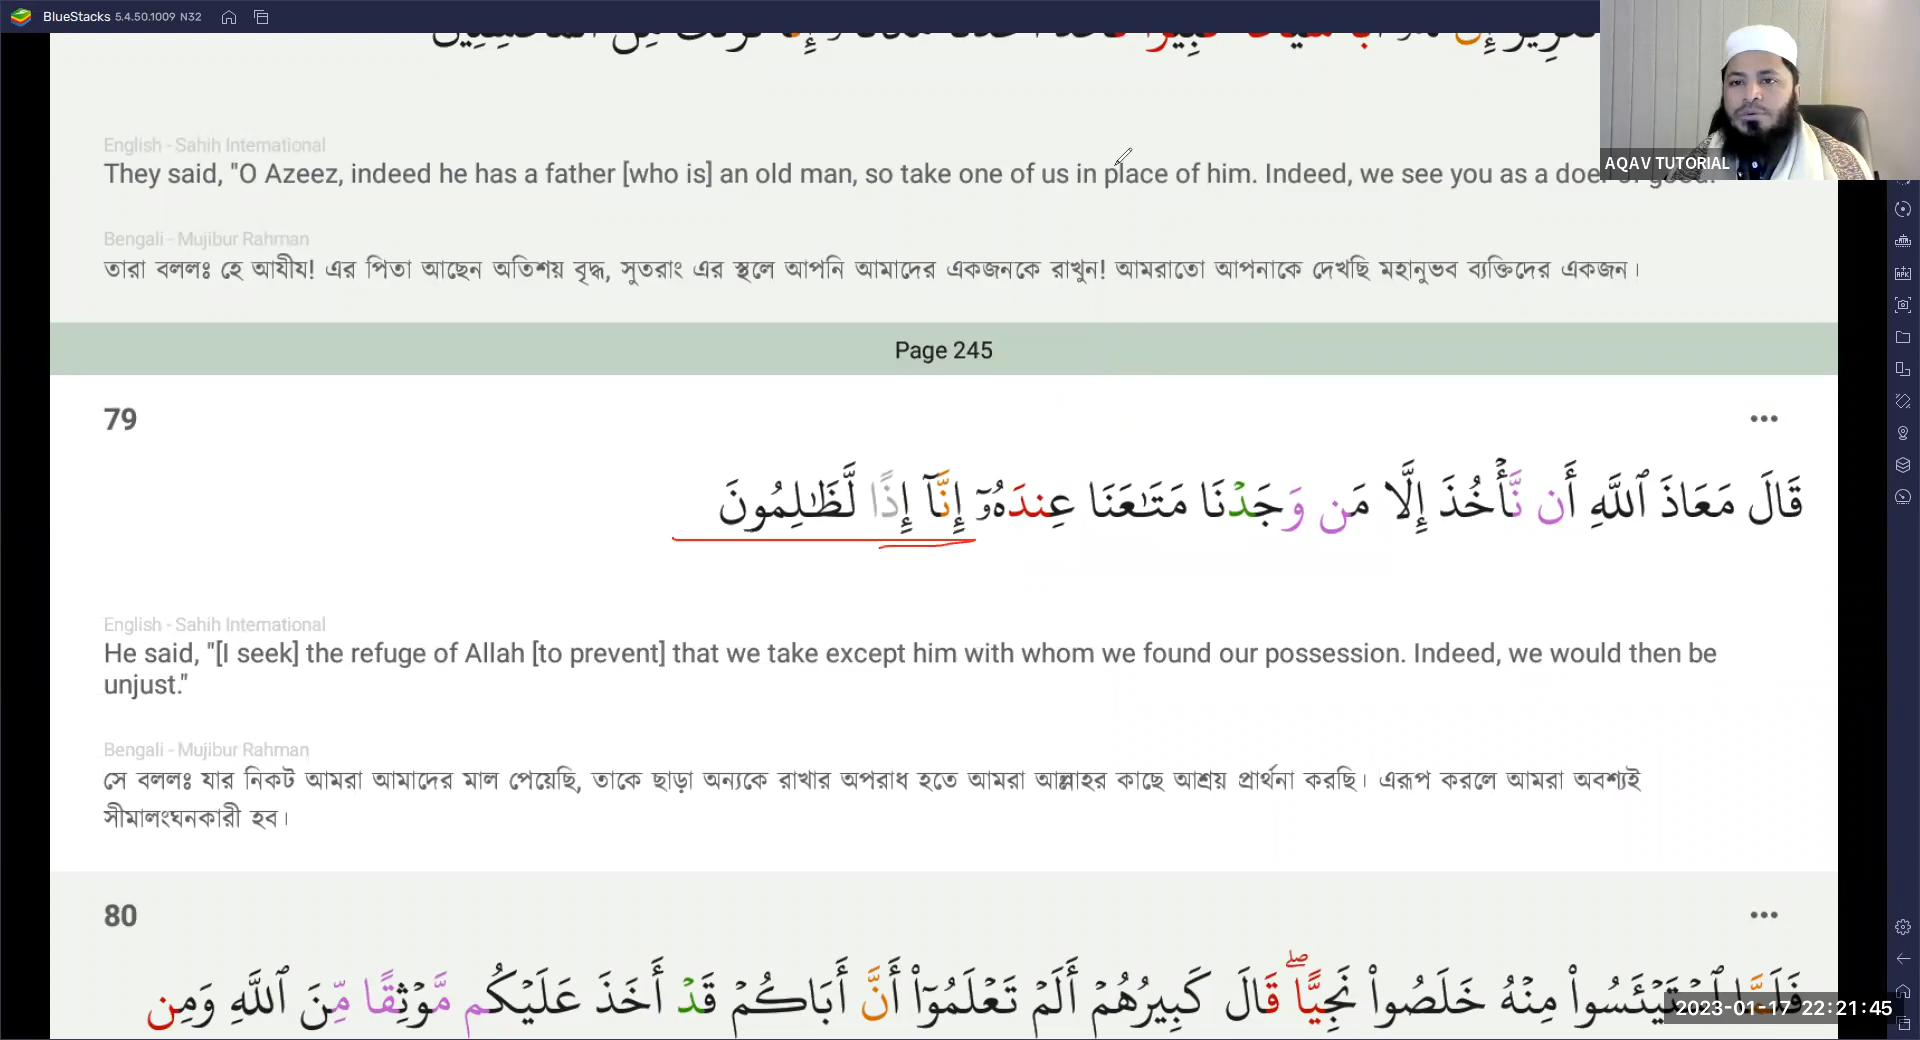 BlueStacks 5.4.50.1009 N32
English - Sahih International
They said, "O Azeez, indeed he has a father [who is] an old man, so take one of us in place of him. Indeed, we see you as a
AQAV TUTORIAL
Bengali - Mujibur Rahman
তারা বললঃ হে আযীয! এর পিতা আছেন অতিশয় বৃদ্ধ, সুতরাং এর স্থলে আপনি আমাদের একজনকে রাখুন! আমরাতো আপনাকে দেখছি মহানুভব ব্যক্তিদের একজন।
Page 245
79
قَالَ مَعَاذَ ٱللَّهِ أَن نَّأْخُذَ إِلَّا مَن وَجَدْنَا مَتَـٰعَنَا عِندَهُۥٓ إِنَّآ إِذًا لَّظَـٰلِمُونَ
English - Sahih International
He said, "[I seek] the refuge of Allah [to prevent] that we take except him with whom we found our possession. Indeed, we would then be
unjust."
Bengali - Mujibur Rahman
সে বললঃ যার নিকট আমরা আমাদের মাল পেয়েছি, তাকে ছাড়া অন্যকে রাখার অপরাধ হতে আমরা আল্লাহর কাছে আশ্রয় প্রার্থনা করছি। এরূপ করলে আমরা অবশ্যই
সীমালংঘনকারী হব।
80
مِنْهُ خَلَصُوا۟ نَجِيًّا ۖ قَالَ كَبِيرُهُمْ أَلَمْ تَعْلَمُوٓا۟ أَنَّ أَبَاكُمْ قَدْ أَخَذَ عَلَيْكُم مَّوْثِقًا مِّنَ ٱللَّهِ وَمِن
2023-01-17 22:21:45